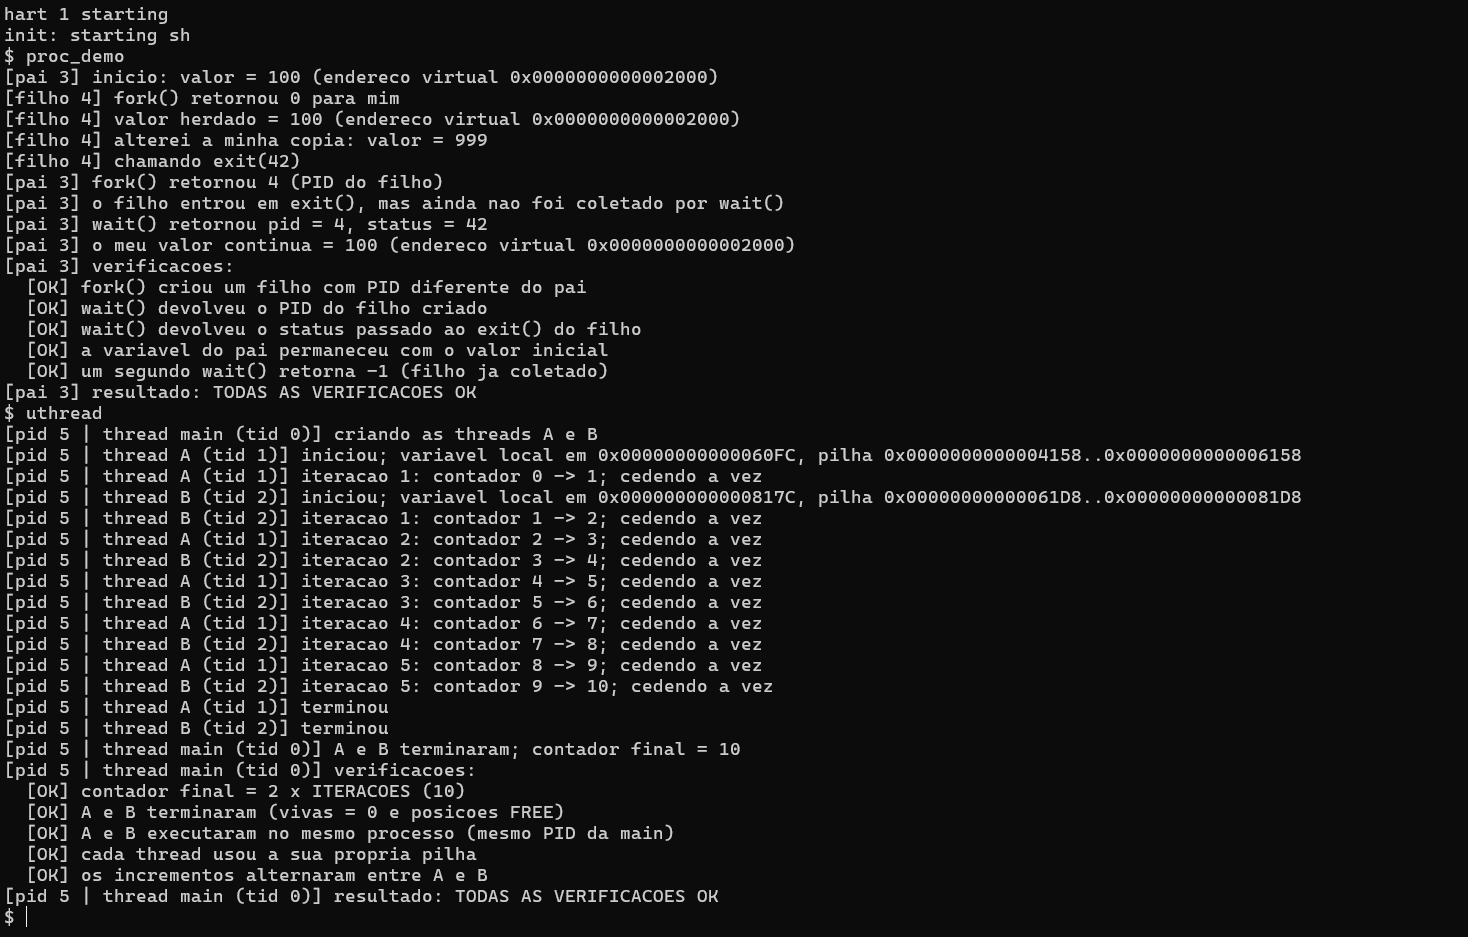 hart 1 starting
init: starting sh
$ proc_demo
[pai 3] inicio: valor = 100 (endereco virtual 0x0000000000002000)
[filho 4] fork() retornou 0 para mim
[filho 4] valor herdado = 100 (endereco virtual 0x0000000000002000)
[filho 4] alterei a minha copia: valor = 999
[filho 4] chamando exit(42)
[pai 3] fork() retornou 4 (PID do filho)
[pai 3] o filho entrou em exit(), mas ainda nao foi coletado por wait()
[pai 3] wait() retornou pid = 4, status = 42
[pai 3] o meu valor continua = 100 (endereco virtual 0x0000000000002000)
[pai 3] verificacoes:
  [OK] fork() criou um filho com PID diferente do pai
  [OK] wait() devolveu o PID do filho criado
  [OK] wait() devolveu o status passado ao exit() do filho
  [OK] a variavel do pai permaneceu com o valor inicial
  [OK] um segundo wait() retorna -1 (filho ja coletado)
[pai 3] resultado: TODAS AS VERIFICACOES OK
$ uthread
[pid 5 | thread main (tid 0)] criando as threads A e B
[pid 5 | thread A (tid 1)] iniciou; variavel local em 0x00000000000060FC, pilha 0x0000000000004158..0x0000000000006158
[pid 5 | thread A (tid 1)] iteracao 1: contador 0 -> 1; cedendo a vez
[pid 5 | thread B (tid 2)] iniciou; variavel local em 0x000000000000817C, pilha 0x00000000000061D8..0x00000000000081D8
[pid 5 | thread B (tid 2)] iteracao 1: contador 1 -> 2; cedendo a vez
[pid 5 | thread A (tid 1)] iteracao 2: contador 2 -> 3; cedendo a vez
[pid 5 | thread B (tid 2)] iteracao 2: contador 3 -> 4; cedendo a vez
[pid 5 | thread A (tid 1)] iteracao 3: contador 4 -> 5; cedendo a vez
[pid 5 | thread B (tid 2)] iteracao 3: contador 5 -> 6; cedendo a vez
[pid 5 | thread A (tid 1)] iteracao 4: contador 6 -> 7; cedendo a vez
[pid 5 | thread B (tid 2)] iteracao 4: contador 7 -> 8; cedendo a vez
[pid 5 | thread A (tid 1)] iteracao 5: contador 8 -> 9; cedendo a vez
[pid 5 | thread B (tid 2)] iteracao 5: contador 9 -> 10; cedendo a vez
[pid 5 | thread A (tid 1)] terminou
[pid 5 | thread B (tid 2)] terminou
[pid 5 | thread main (tid 0)] A e B terminaram; contador final = 10
[pid 5 | thread main (tid 0)] verificacoes:
  [OK] contador final = 2 x ITERACOES (10)
  [OK] A e B terminaram (vivas = 0 e posicoes FREE)
  [OK] A e B executaram no mesmo processo (mesmo PID da main)
  [OK] cada thread usou a sua propria pilha
  [OK] os incrementos alternaram entre A e B
[pid 5 | thread main (tid 0)] resultado: TODAS AS VERIFICACOES OK
$